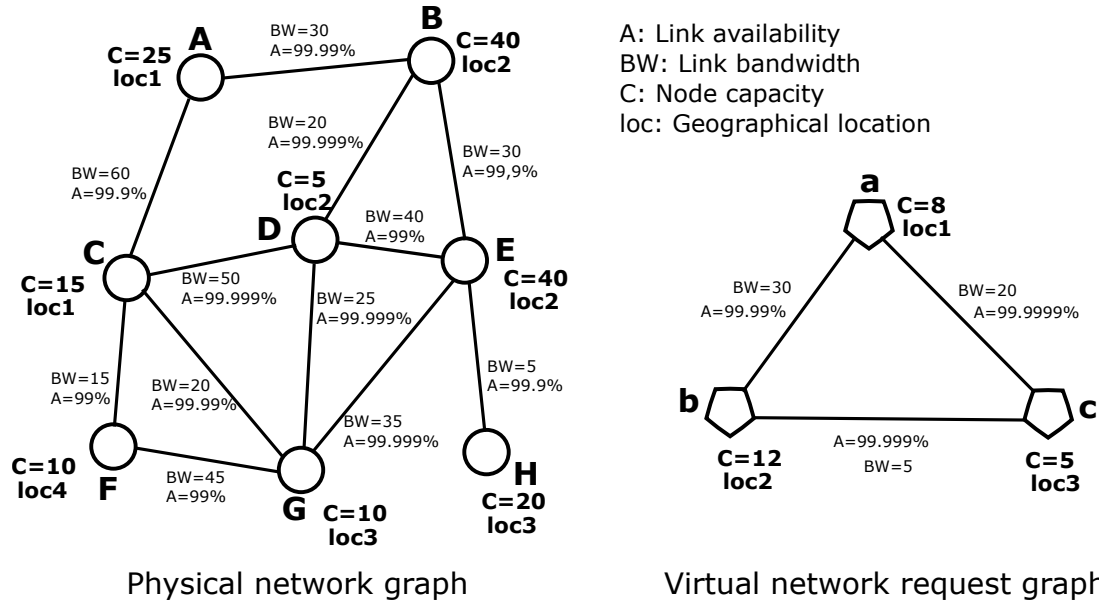 B
BW=30
A=99.99%
A
C=25
loc1
C=40
loc2
BW=20
A=99.999%
BW=30
A=99,9%
BW=60
A=99.9%
C=5
loc2
BW=40
A=99%
D
C
E
BW=50
A=99.999%
C=15
loc1
C=40
loc2
BW=25
A=99.999%
BW=15
A=99%
BW=20
A=99.99%
BW=5
A=99.9%
BW=35
A=99.999%
C=10
loc4
F
BW=45
A=99%
H
C=20
loc3
G
C=10
loc3
Physical network graph
A: Link availability
BW: Link bandwidth
C: Node capacity
loc: Geographical location
a
C=8
loc1
BW=30
A=99.99%
BW=20
A=99.9999%
b
c
A=99.999%
BW=5
C=12
loc2
C=5
loc3
Virtual network request graph